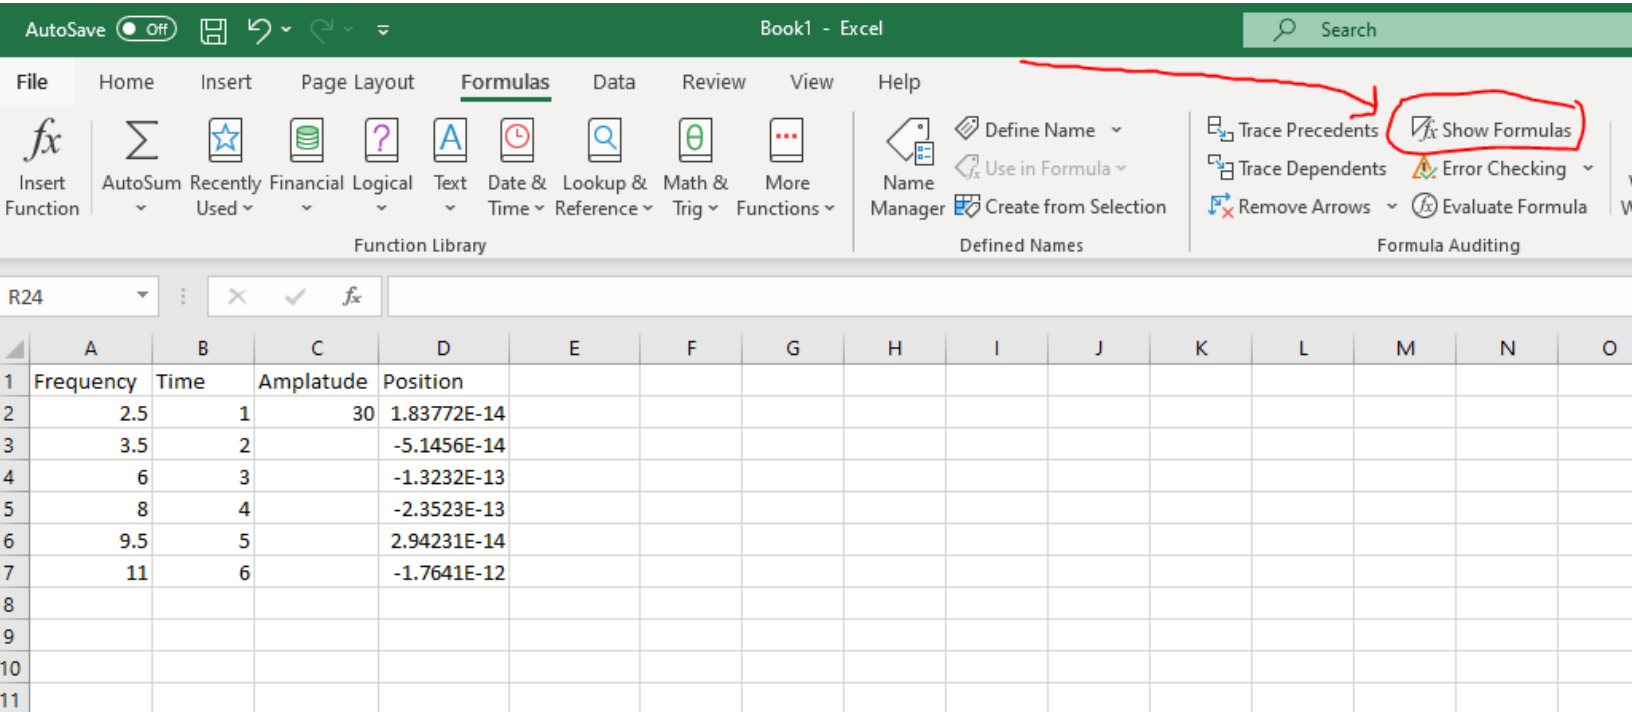 AutoSave Off Book1 - Excel Search
File Home Insert Page Layout Formulas Data Review View Help
fx Define Name Trace Precedents fx Show Formulas
Insert AutoSum Recently Financial Logical Text Date & Lookup & Math & More Name Use in Formula Trace Dependents Error Checking
Function Used Time Reference Trig Functions Manager Create from Selection Remove Arrows fx Evaluate Formula
Function Library Defined Names Formula Auditing
R24 fx
A B C D E F G H I J K L M N O
1 Frequency Time Amplatude Position
2 2.5 1 30 1.83772E-14
3 3.5 2 -5.1456E-14
4 6 3 -1.3232E-13
5 8 4 -2.3523E-13
6 9.5 5 2.94231E-14
7 11 6 -1.7641E-12
8
9
10
11